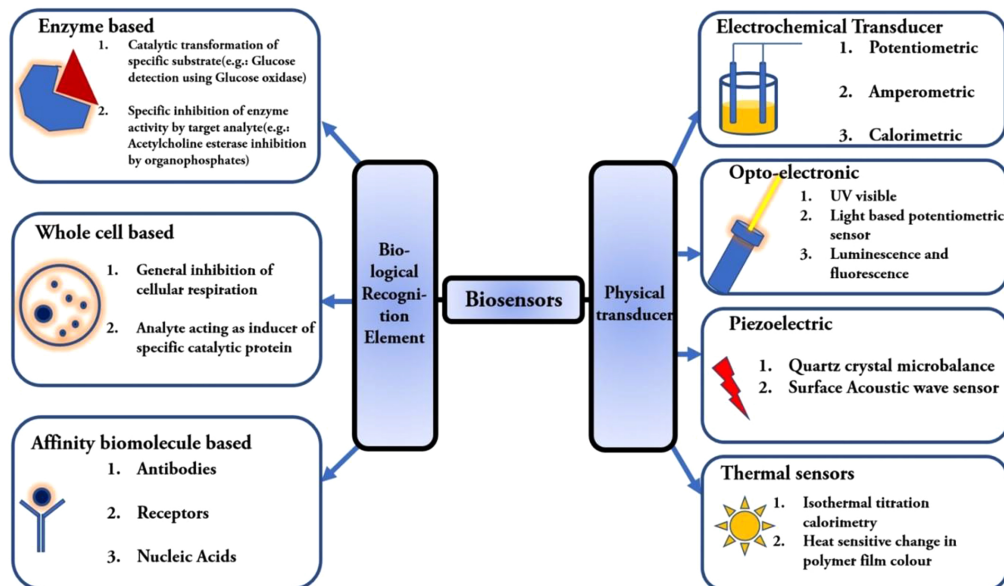 Enzyme based
1. Catalytic transformation of
specific substrate(e.g.: Glucose
detection using Glucose oxidase)
2. Specific inhibition of enzyme
activity by target analyte(e.g.:
Acetylcholine esterase inhibition
by organophosphates)
Whole cell based
1. General inhibition of
cellular respiration
2. Analyte acting as inducer of
specific catalytic protein
Affinity biomolecule based
1. Antibodies
2. Receptors
3. Nucleic Acids
Bio-
logical
Recogni-
tion
Element
Biosensors
Physical
transducer
Electrochemical Transducer
1. Potentiometric
2. Amperometric
3. Calorimetric
Opto-electronic
1. UV visible
2. Light based potentiometric
sensor
3. Luminescence and
fluorescence
Piezoelectric
1. Quartz crystal microbalance
2. Surface Acoustic wave sensor
Thermal sensors
1. Isothermal titration
calorimetry
2. Heat sensitive change in
polymer film colour